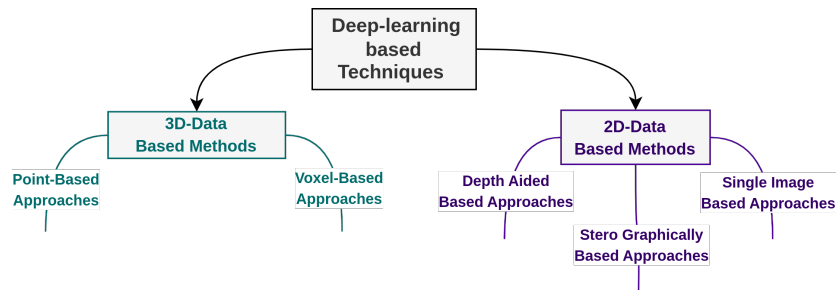 Deep-learning
based
Techniques
3D-Data
Based Methods
2D-Data
Based Methods
Point-Based
Approaches
Voxel-Based
Approaches
Depth Aided
Based Approaches
Single Image
Based Approaches
Stero Graphically
Based Approaches